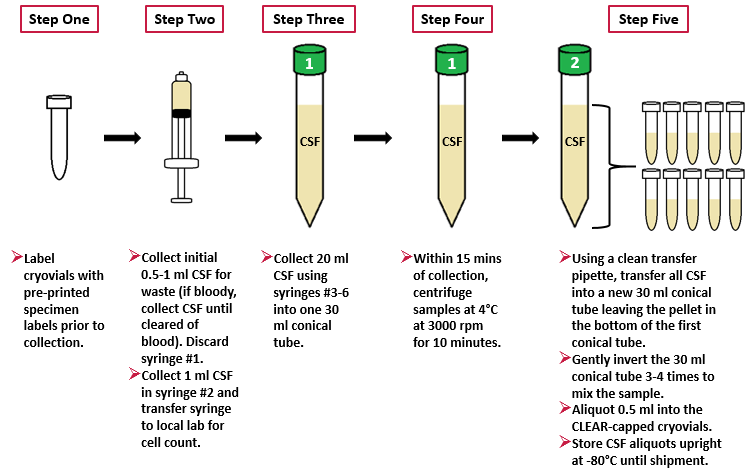 Step One
Step Two
Step Three
Step Four
Step Five
1
1
2
CSF
CSF
CSF
Label
cryovials with
pre-printed
specimen
labels prior to
collection.
Collect initial
0.5-1 ml CSF for
waste (if bloody,
collect CSF until
cleared of
blood). Discard
syringe #1.
Collect 1 ml CSF
in syringe #2 and
transfer syringe
to local lab for
cell count.
Collect 20 ml
CSF using
syringes #3-6
into one 30
ml conical
tube.
Within 15 mins
of collection,
centrifuge
samples at 4°C
at 3000 rpm
for 10 minutes.
Using a clean transfer
pipette, transfer all CSF
into a new 30 ml conical
tube leaving the pellet in
the bottom of the first
conical tube.
Gently invert the 30 ml
conical tube 3-4 times to
mix the sample.
Aliquot 0.5 ml into the
CLEAR-capped cryovials.
Store CSF aliquots upright
at -80°C until shipment.